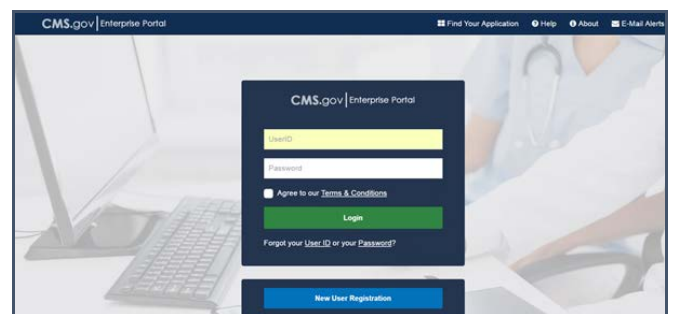 CMS.gov Enterprise Portal
Find Your Application Help About E-Mail Alerts
CMS.gov Enterprise Portal
UserID
Password
Agree to our Terms & Conditions
Login
Forgot your User ID or your Password?
New User Registration